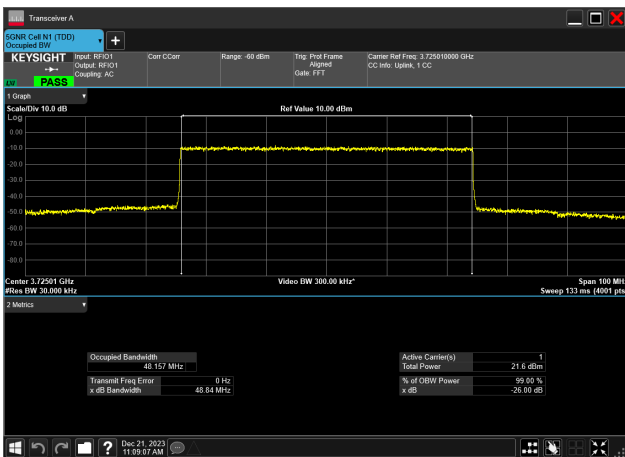 Transceiver A
5GNR Cell N1 (TDD)
Occupied BW
KEYSIGHT
Input: RFIO1
Output: RFIO1
Coupling: AC
Corr CCorr
Range: -60 dBm
Trig: Prot Frame
Aligned
Gate: FFT
Carrier Ref Freq: 3.725010000 GHz
CC Info: Uplink, 1 CC
PASS
1 Graph
Scale/Div 10.0 dB
Ref Value 10.00 dBm
Log
0.00
-10.0
-20.0
-30.0
-40.0
-50.0
-60.0
-70.0
-80.0
Center 3.72501 GHz
Video BW 300.00 kHz*
Span 100 MHz
#Res BW 30.000 kHz
Sweep 133 ms (4001 pts
2 Metrics
Occupied Bandwidth
48.157 MHz
Active Carrier(s) 1
Total Power 21.6 dBm
Transmit Freq Error 0 Hz
x dB Bandwidth 48.84 MHz
% of OBW Power 99.00 %
x dB -26.00 dB
Dec 21, 2023
11:09:07 AM